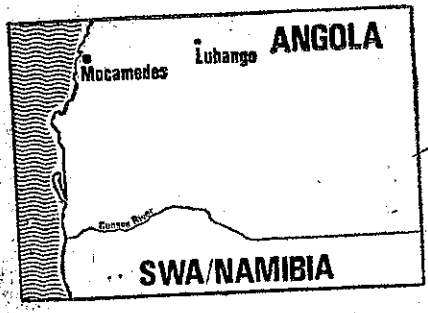 ANGOLA
Lubango
Mocamedes
Cunene River
SWA/NAMIBIA